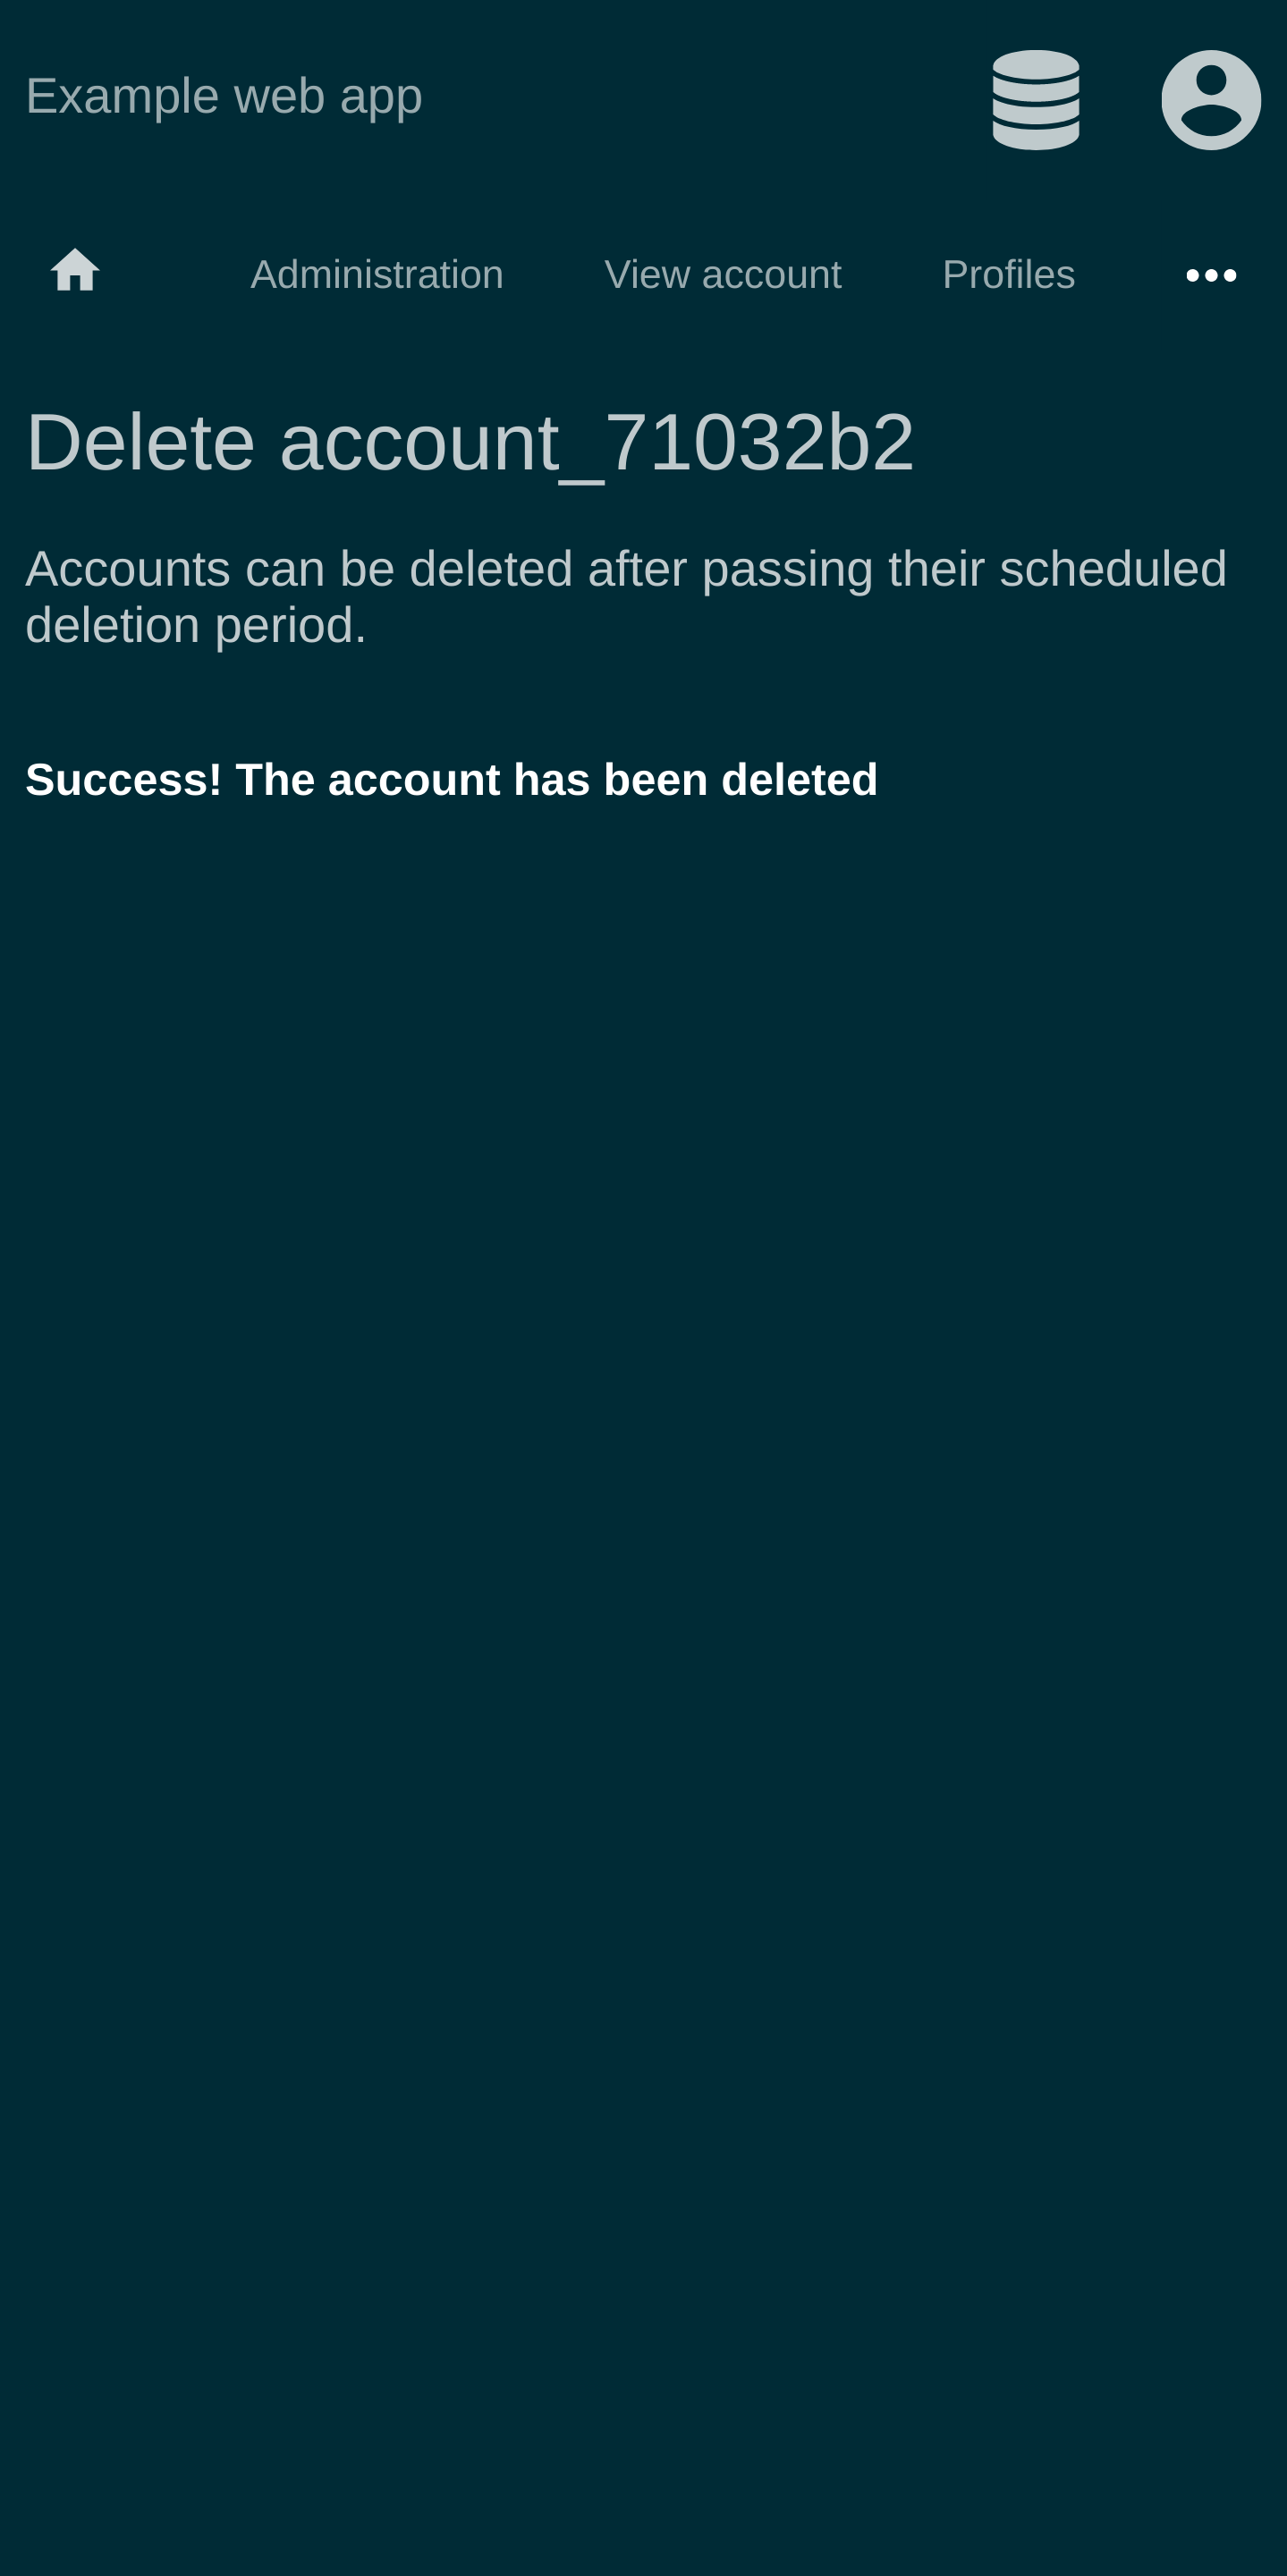 Example web app
Administration View account Profiles
Delete account_71032b2
Accounts can be deleted after passing their scheduled
deletion period.
Success! The account has been deleted